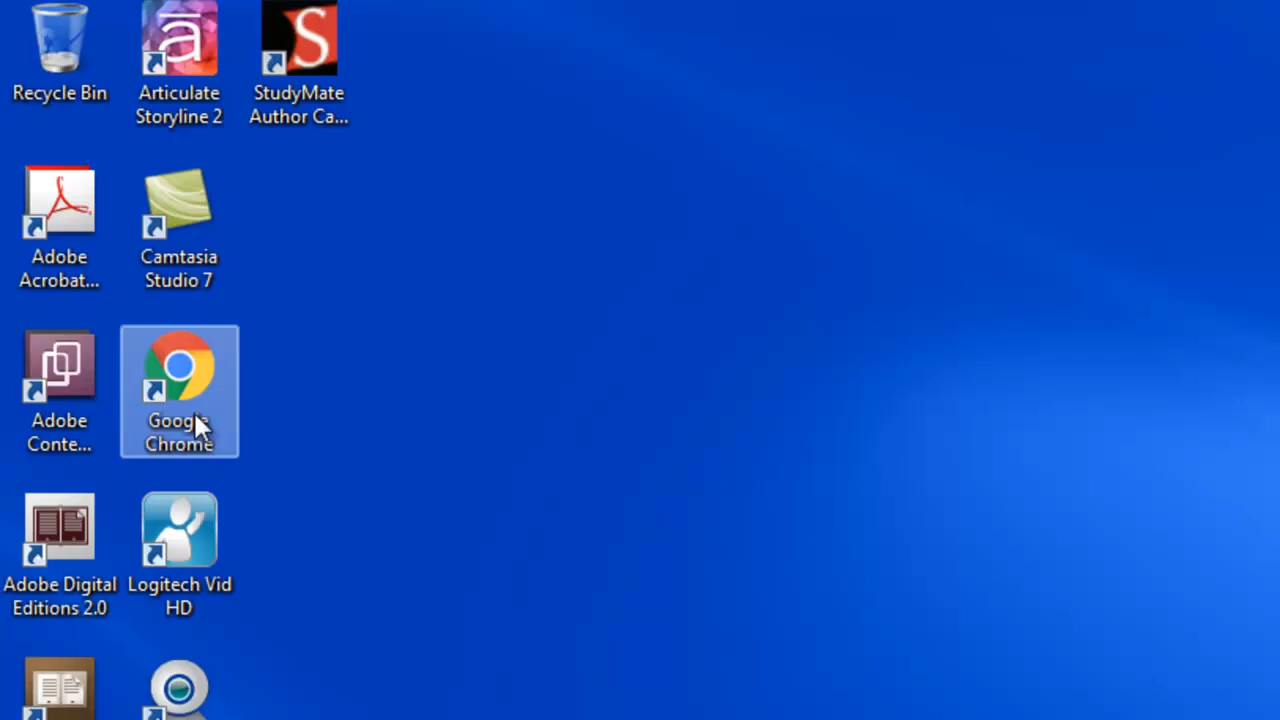 Recycle Bin
Articulate
Storyline 2
StudyMate
Author Ca...
Adobe
Acrobat...
Camtasia
Studio 7
Adobe
Conte...
Google
Chrome
Adobe Digital
Editions 2.0
Logitech Vid
HD